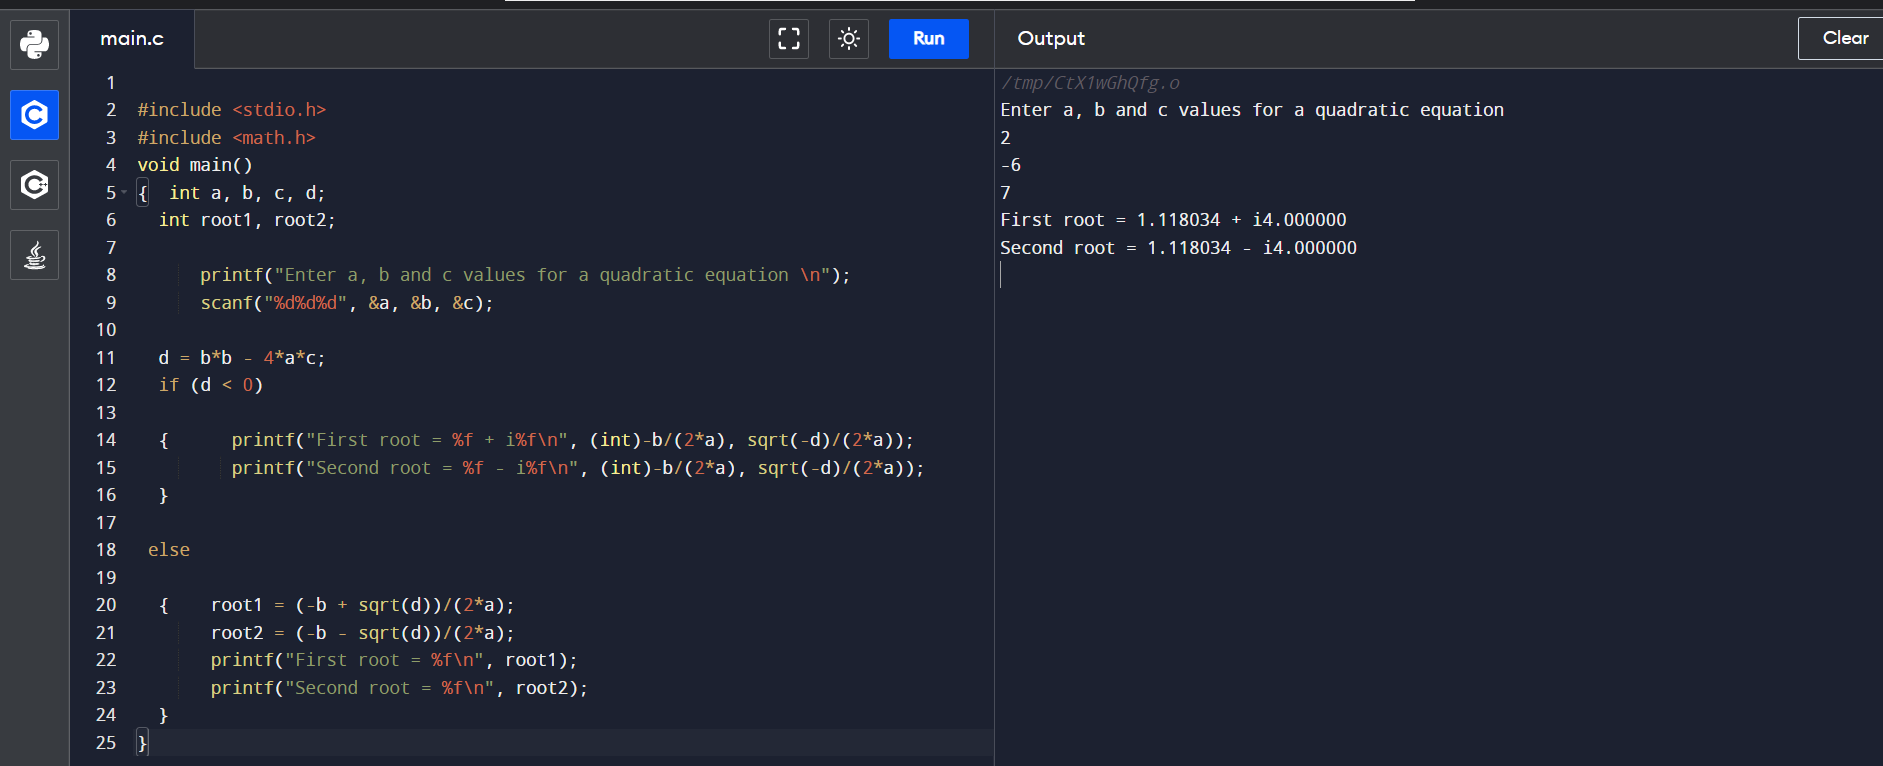 main.c
Run
Output
Clear
1
2 #include <stdio.h>
3 #include <math.h>
4 void main()
5 {  int a, b, c, d;
6   int root1, root2;
7
8       printf("Enter a, b and c values for a quadratic equation \n");
9       scanf("%d%d%d", &a, &b, &c);
10
11   d = b*b - 4*a*c;
12   if (d < 0)
13
14   {      printf("First root = %f + i%f\n", (int)-b/(2*a), sqrt(-d)/(2*a));
15          printf("Second root = %f - i%f\n", (int)-b/(2*a), sqrt(-d)/(2*a));
16   }
17
18  else
19
20   {    root1 = (-b + sqrt(d))/(2*a);
21        root2 = (-b - sqrt(d))/(2*a);
22        printf("First root = %f\n", root1);
23        printf("Second root = %f\n", root2);
24   }
25 }
/tmp/CtX1wGhQfg.o
Enter a, b and c values for a quadratic equation
2
-6
7
First root = 1.118034 + i4.000000
Second root = 1.118034 - i4.000000